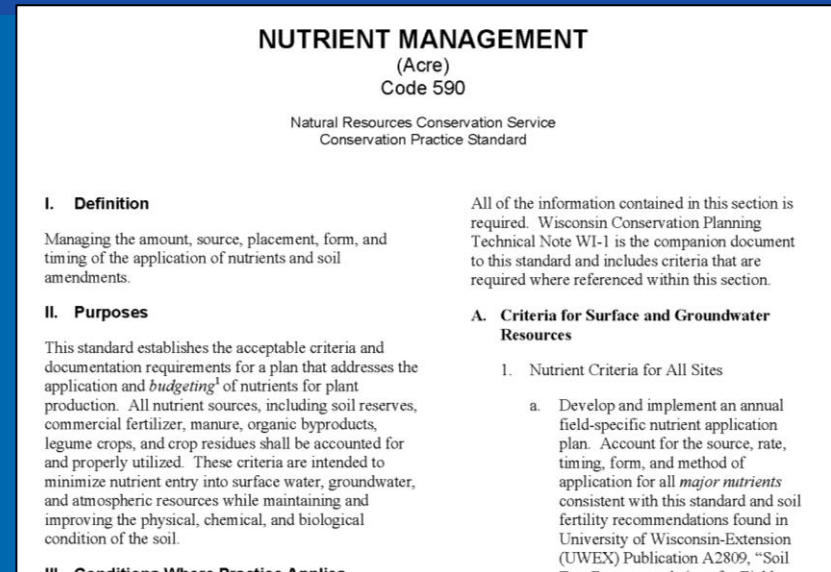 NUTRIENT MANAGEMENT
(Acre)
Code 590
Natural Resources Conservation Service
Conservation Practice Standard
I. Definition
Managing the amount, source, placement, form, and
timing of the application of nutrients and soil
amendments.
II. Purposes
This standard establishes the acceptable criteria and
documentation requirements for a plan that addresses the
application and budgeting¹ of nutrients for plant
production. All nutrient sources, including soil reserves,
commercial fertilizer, manure, organic byproducts,
legume crops, and crop residues shall be accounted for
and properly utilized. These criteria are intended to
minimize nutrient entry into surface water, groundwater,
and atmospheric resources while maintaining and
improving the physical, chemical, and biological
condition of the soil.
III. Conditions Where Practice Applies
All of the information contained in this section is
required. Wisconsin Conservation Planning
Technical Note WI-1 is the companion document
to this standard and includes criteria that are
required where referenced within this section.
A. Criteria for Surface and Groundwater
Resources
1. Nutrient Criteria for All Sites
a. Develop and implement an annual
field-specific nutrient application
plan. Account for the source, rate,
timing, form, and method of
application for all major nutrients
consistent with this standard and soil
fertility recommendations found in
University of Wisconsin-Extension
(UWEX) Publication A2809, “Soil